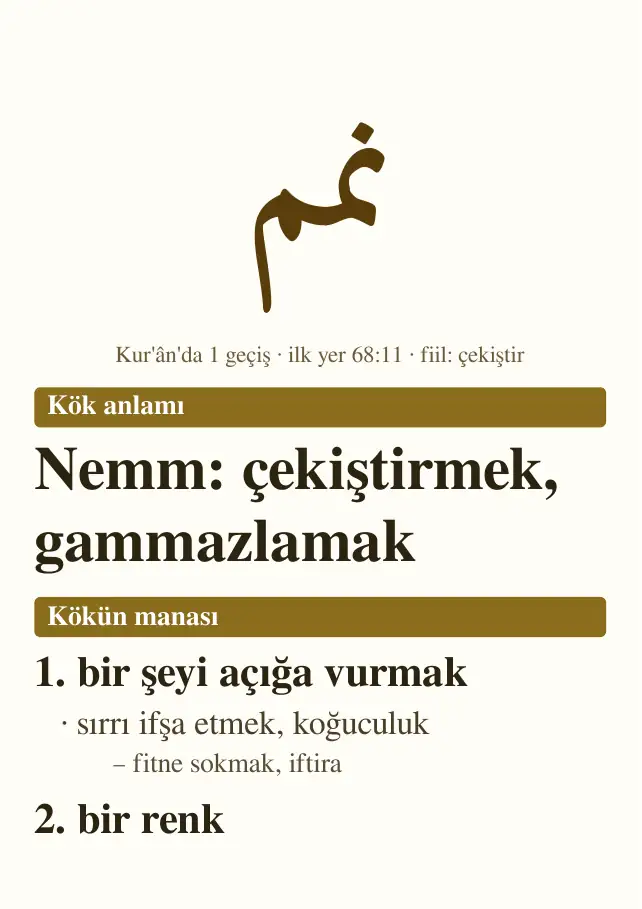 نمم
Kur'ân'da 1 geçiş · ilk yer 68:11 · fiil: çekiştir
Kök anlamı
Nemm: çekiştirmek,
gammazlamak
Kökün manası
1. bir şeyi açığa vurmak
· sırrı ifşa etmek, koğuculuk
– fitne sokmak, iftira
2. bir renk